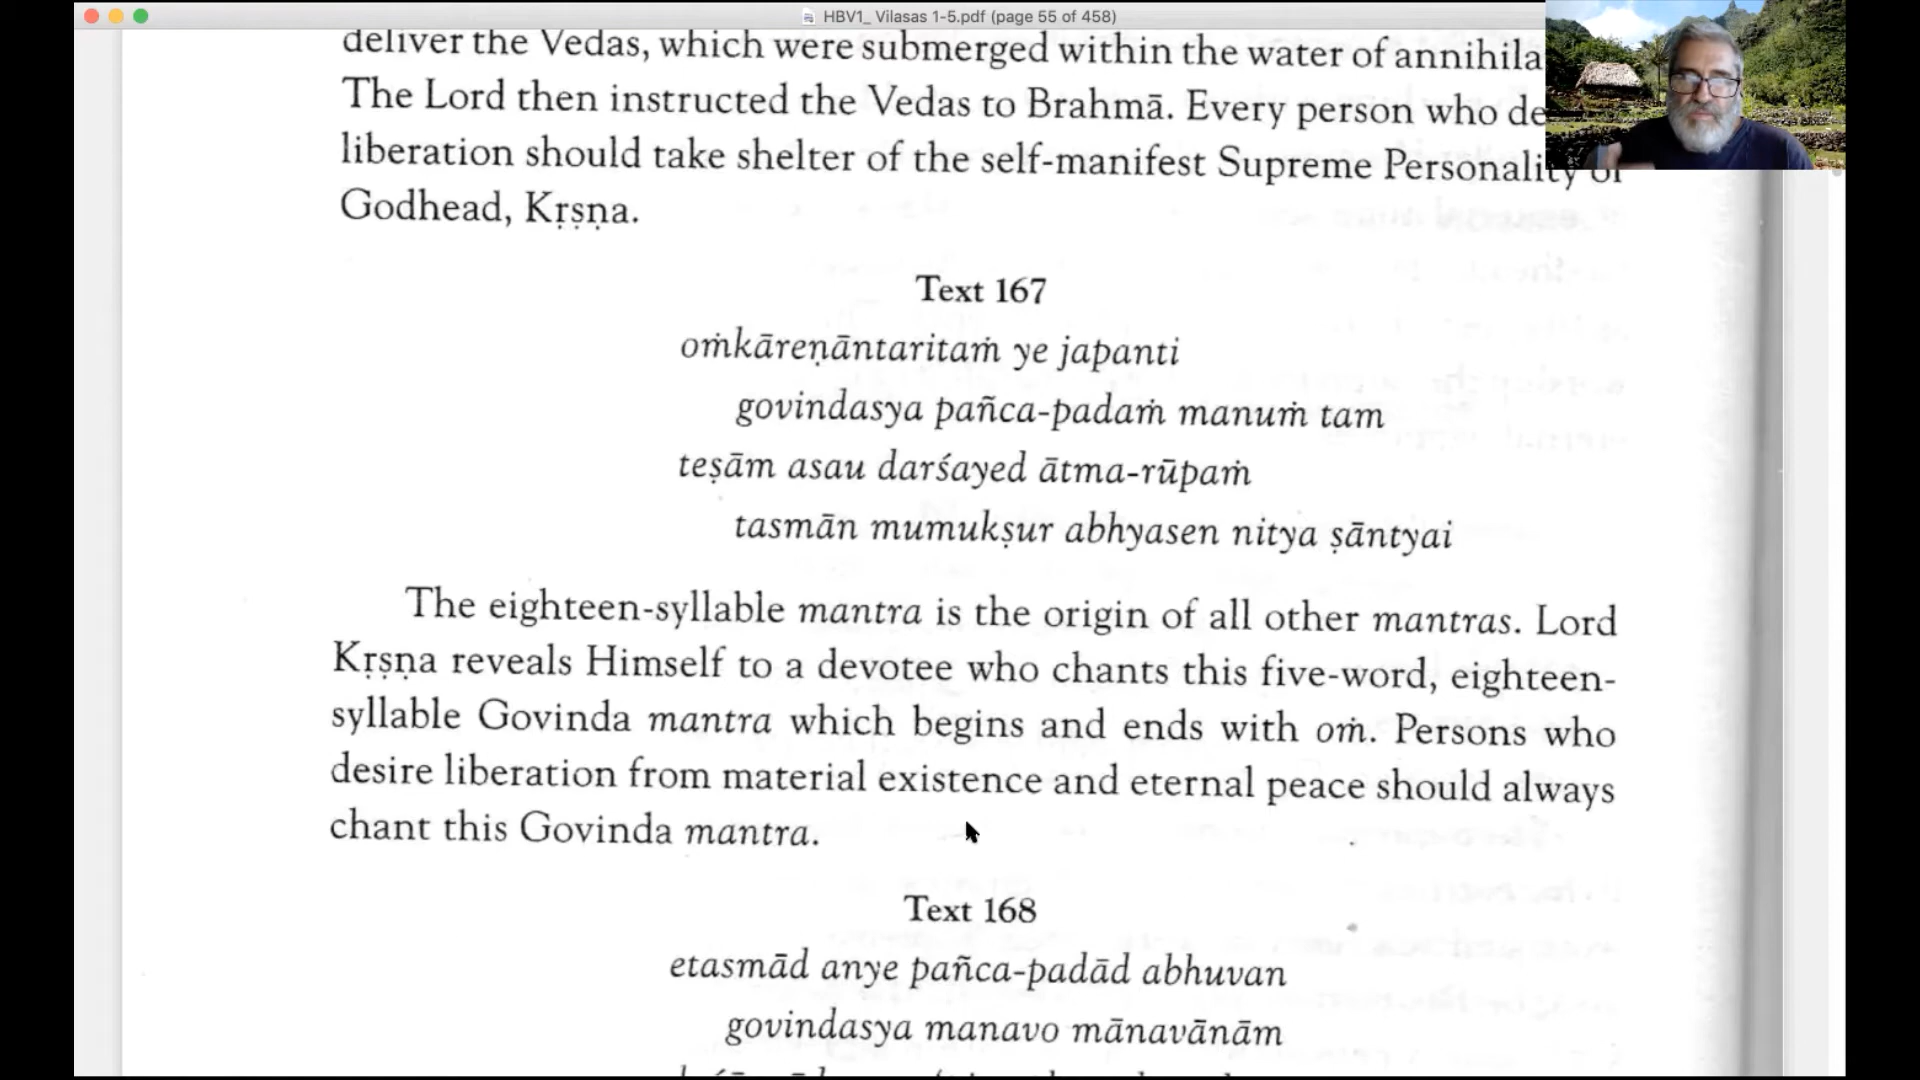 HBV1_ Vilasas 1-5.pdf (page 55 of 458)
deliver the Vedas, which were submerged within the water of
The Lord then instructed the Vedas to Brahmā. Every person who
liberation should take shelter of the self-manifest Supreme Personality of
Godhead, Kṛṣṇa.
Text 167
oṁkāreṇāntaritaṁ ye japanti
govindasya pañca-padaṁ manuṁ tam
teṣām asau darśayed ātma-rūpaṁ
tasmān mumukṣur abhyasen nitya ṣāntyai
The eighteen-syllable mantra is the origin of all other mantras. Lord
Kṛṣṇa reveals Himself to a devotee who chants this five-word, eighteen-
syllable Govinda mantra which begins and ends with oṁ. Persons who
desire liberation from material existence and eternal peace should always
chant this Govinda mantra.
Text 168
etasmād anye pañca-padād abhuvan
govindasya manavo mānavānām